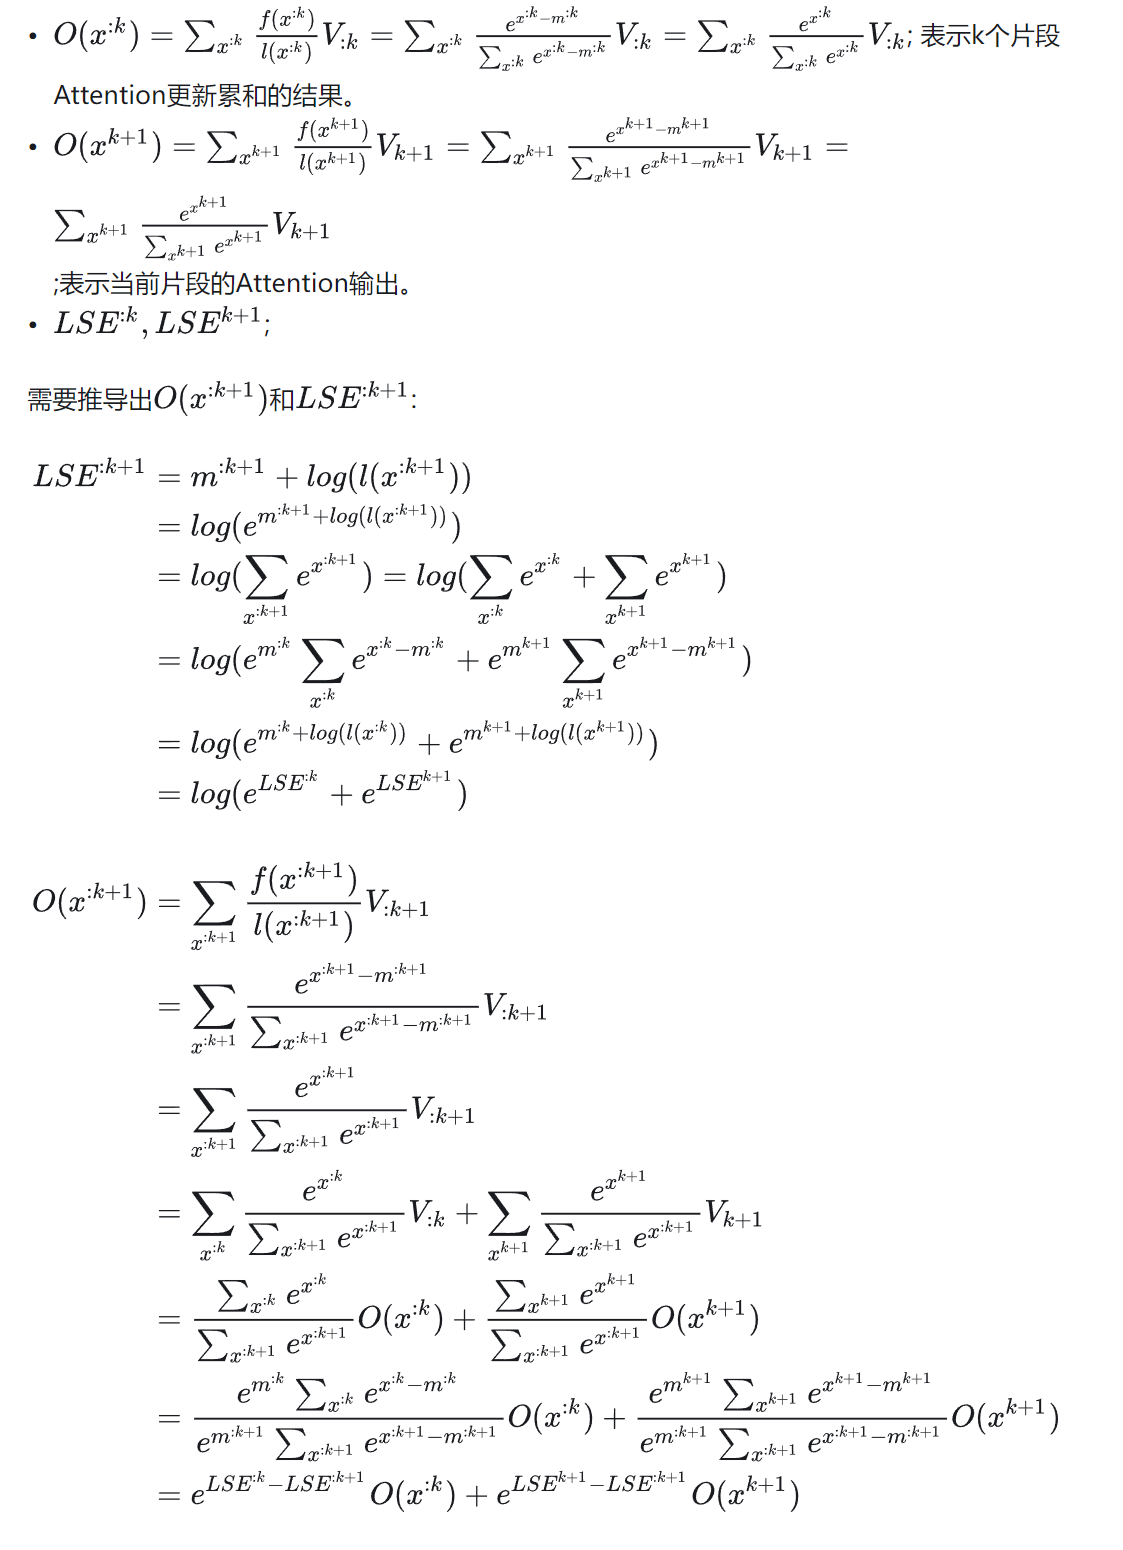 • $O(x^{:k}) = \sum_{x^{:k}} \frac{f(x^{:k})}{l(x^{:k})} V_{:k} = \sum_{x^{:k}} \frac{e^{x^{:k}-m^{:k}}}{\sum_{x^{:k}} e^{x^{:k}-m^{:k}}} V_{:k} = \sum_{x^{:k}} \frac{e^{x^{:k}}}{\sum_{x^{:k}} e^{x^{:k}}} V_{:k}$; 表示k个片段
Attention更新累和的结果。
• $O(x^{k+1}) = \sum_{x^{k+1}} \frac{f(x^{k+1})}{l(x^{k+1})} V_{k+1} = \sum_{x^{k+1}} \frac{e^{x^{k+1}-m^{k+1}}}{\sum_{x^{k+1}} e^{x^{k+1}-m^{k+1}}} V_{k+1} =$
$\sum_{x^{k+1}} \frac{e^{x^{k+1}}}{\sum_{x^{k+1}} e^{x^{k+1}}} V_{k+1}$
;表示当前片段的Attention输出。
• $LSE^{:k}, LSE^{k+1}$;
需要推导出$O(x^{:k+1})$和$LSE^{:k+1}$:
$LSE^{:k+1} = m^{:k+1} + log(l(x^{:k+1}))$
$= log(e^{m^{:k+1}+log(l(x^{:k+1}))})$
$= log(\sum_{x^{:k+1}} e^{x^{:k+1}}) = log(\sum_{x^{:k}} e^{x^{:k}} + \sum_{x^{k+1}} e^{x^{k+1}})$
$= log(e^{m^{:k}} \sum_{x^{:k}} e^{x^{:k}-m^{:k}} + e^{m^{k+1}} \sum_{x^{k+1}} e^{x^{k+1}-m^{k+1}})$
$= log(e^{m^{:k}+log(l(x^{:k}))} + e^{m^{k+1}+log(l(x^{k+1}))})$
$= log(e^{LSE^{:k}} + e^{LSE^{k+1}})$
$O(x^{:k+1}) = \sum_{x^{:k+1}} \frac{f(x^{:k+1})}{l(x^{:k+1})} V_{:k+1}$
$= \sum_{x^{:k+1}} \frac{e^{x^{:k+1}-m^{:k+1}}}{\sum_{x^{:k+1}} e^{x^{:k+1}-m^{:k+1}}} V_{:k+1}$
$= \sum_{x^{:k+1}} \frac{e^{x^{:k+1}}}{\sum_{x^{:k+1}} e^{x^{:k+1}}} V_{:k+1}$
$= \sum_{x^{:k}} \frac{e^{x^{:k}}}{\sum_{x^{:k+1}} e^{x^{:k+1}}} V_{:k} + \sum_{x^{k+1}} \frac{e^{x^{k+1}}}{\sum_{x^{:k+1}} e^{x^{:k+1}}} V_{k+1}$
$= \frac{\sum_{x^{:k}} e^{x^{:k}}}{\sum_{x^{:k+1}} e^{x^{:k+1}}} O(x^{:k}) + \frac{\sum_{x^{k+1}} e^{x^{k+1}}}{\sum_{x^{:k+1}} e^{x^{:k+1}}} O(x^{k+1})$
$= \frac{e^{m^{:k}} \sum_{x^{:k}} e^{x^{:k}-m^{:k}}}{e^{m^{:k+1}} \sum_{x^{:k+1}} e^{x^{:k+1}-m^{:k+1}}} O(x^{:k}) + \frac{e^{m^{k+1}} \sum_{x^{k+1}} e^{x^{k+1}-m^{k+1}}}{e^{m^{:k+1}} \sum_{x^{:k+1}} e^{x^{:k+1}-m^{:k+1}}} O(x^{k+1})$
$= e^{LSE^{:k}-LSE^{:k+1}} O(x^{:k}) + e^{LSE^{k+1}-LSE^{:k+1}} O(x^{k+1})$